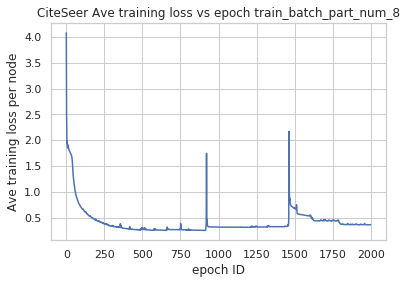 CiteSeer Ave training loss vs epoch train_batch_part_num_8
Ave training loss per node
4.0
3.5
3.0
2.5
2.0
1.5
1.0
0.5
0 250 500 750 1000 1250 1500 1750 2000
epoch ID